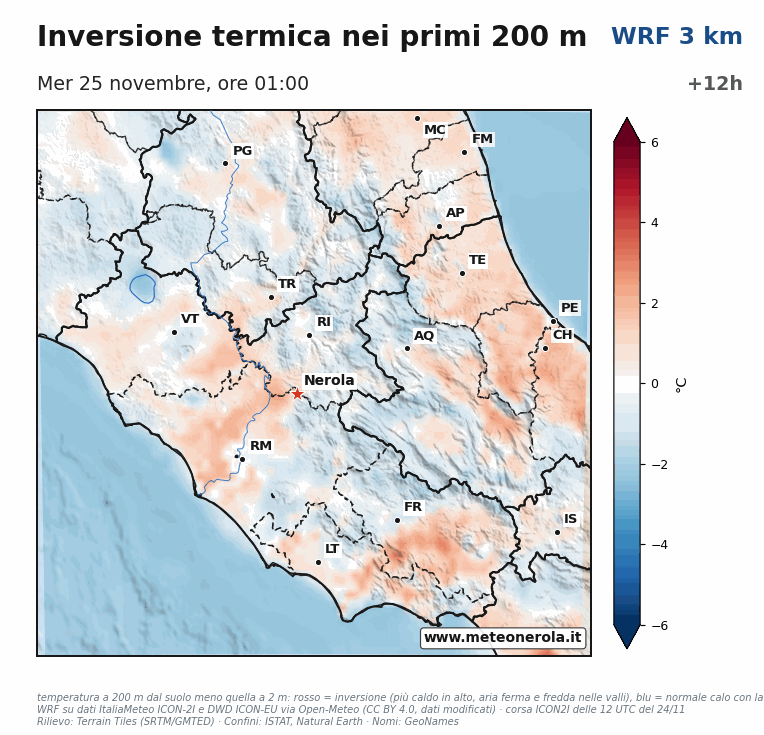 Inversione termica nei primi 200 m WRF 3 km
Mer 25 novembre, ore 01:00 +12h
MC
FM
PG
AP
TE
TR
PE
VT
RI
AQ
CH
Nerola
RM
FR
IS
LT
www.meteonerola.it
6
4
2
0
−2
−4
−6
°C
temperatura a 200 m dal suolo meno quella a 2 m: rosso = inversione (più caldo in alto, aria ferma e fredde nelle valli), blu = normale calo con la
WRF su dati ItaliaMeteo ICON-2I e DWD ICON-EU via Open-Meteo (CC BY 4.0, dati modificati) · corsa ICON2I delle 12 UTC del 24/11
Rilievo: Terrain Tiles (SRTM/GMTED) · Confini: ISTAT, Natural Earth · Nomi: GeoNames